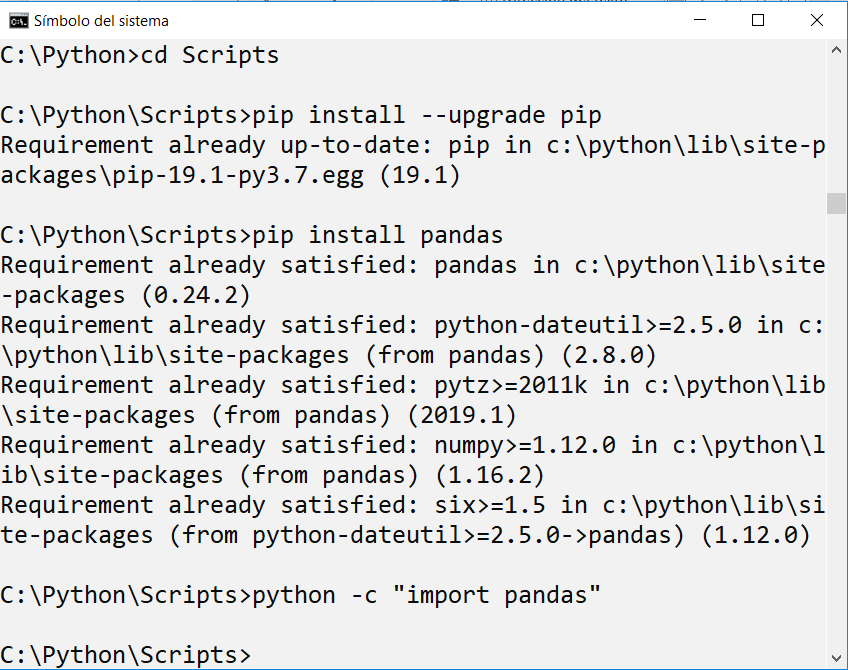 Símbolo del sistema
C:\Python>cd Scripts
C:\Python\Scripts>pip install --upgrade pip
Requirement already up-to-date: pip in c:\python\lib\site-p
ackages\pip-19.1-py3.7.egg (19.1)
C:\Python\Scripts>pip install pandas
Requirement already satisfied: pandas in c:\python\lib\site
-packages (0.24.2)
Requirement already satisfied: python-dateutil>=2.5.0 in c:
\python\lib\site-packages (from pandas) (2.8.0)
Requirement already satisfied: pytz>=2011k in c:\python\lib
\site-packages (from pandas) (2019.1)
Requirement already satisfied: numpy>=1.12.0 in c:\python\l
ib\site-packages (from pandas) (1.16.2)
Requirement already satisfied: six>=1.5 in c:\python\lib\si
te-packages (from python-dateutil>=2.5.0->pandas) (1.12.0)
C:\Python\Scripts>python -c "import pandas"
C:\Python\Scripts>